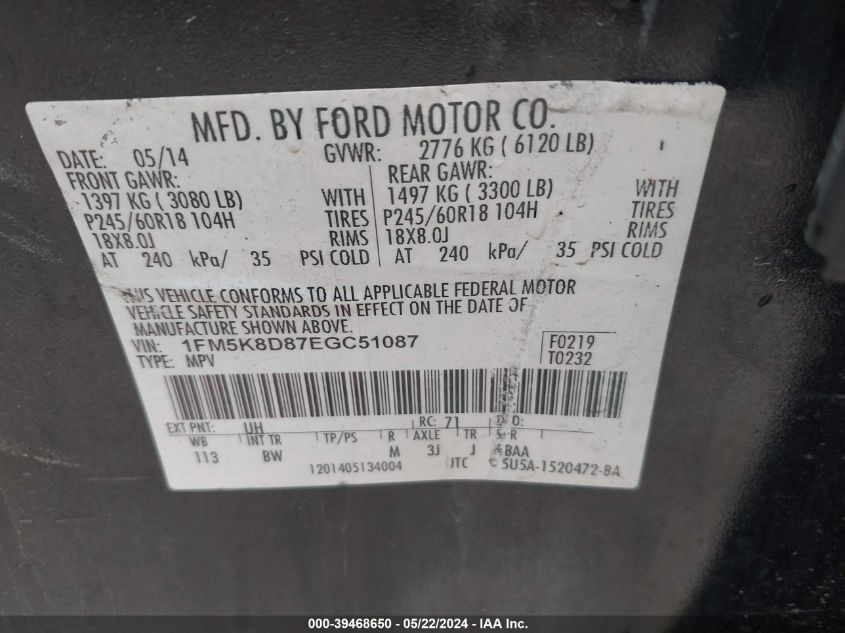 MFD. BY FORD MOTOR CO.
DATE: 05/14 GVWR: 2776 KG ( 6120 LB)
FRONT GAWR: REAR GAWR:
1397 KG ( 3080 LB) WITH 1497 KG ( 3300 LB) WITH
P245/60R18 104H TIRES P245/60R18 104H TIRES
18X8.0J RIMS 18X8.0J RIMS
AT 240 kPa/ 35 PSI COLD AT 240 kPa/ 35 PSI COLD
THIS VEHICLE CONFORMS TO ALL APPLICABLE FEDERAL MOTOR
VEHICLE SAFETY STANDARDS IN EFFECT ON THE DATE OF
MANUFACTURE SHOWN ABOVE.
VIN: 1FM5K8D87EGC51087 F0219
TYPE: MPV T0232
EXT PNT: UH RC: 71
WB INT TR TP/PS R AXLE TR
113 BW M 3J J
1201405134004 UTC 5U5A-1520472-BA
000-39468650 - 05/22/2024 - IAA Inc.